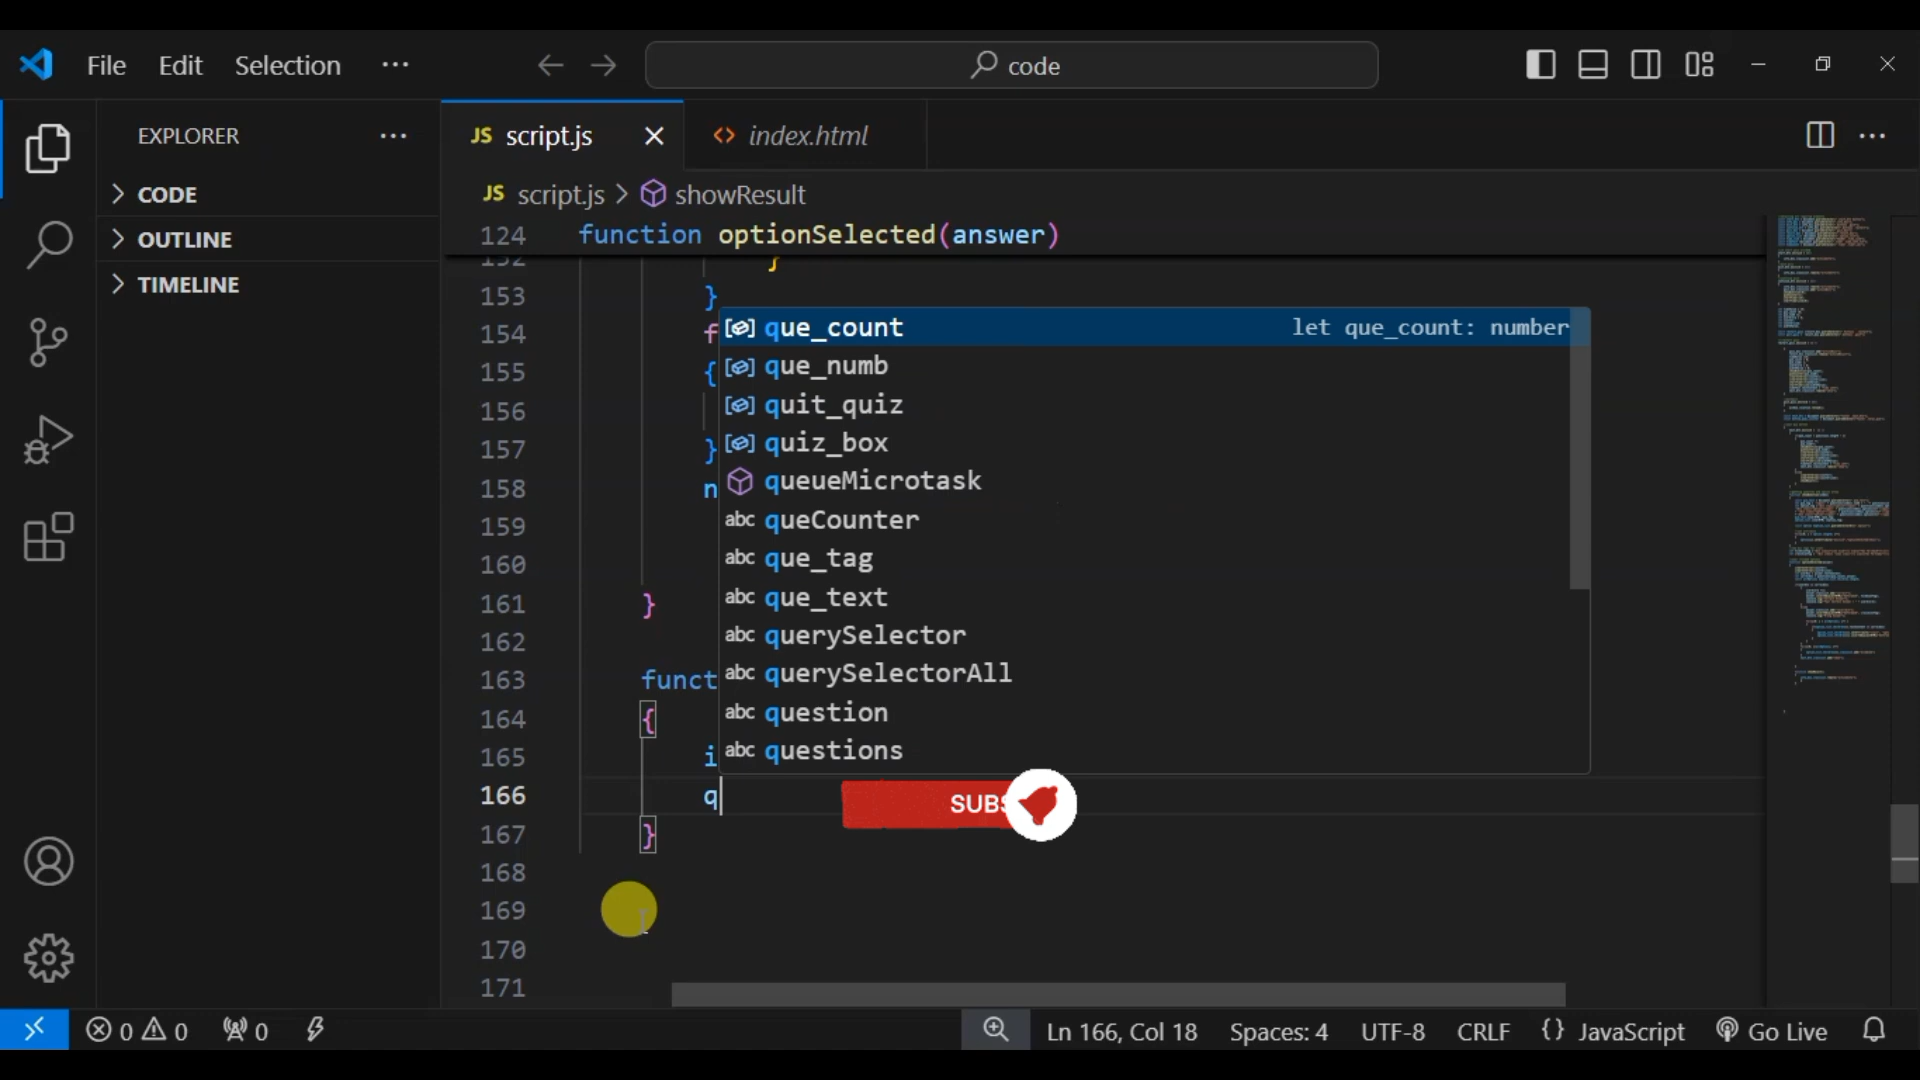 File Edit Selection ··· code
EXPLORER ···
JS script.js index.html ···
CODE
JS script.js > showResult
124 function optionSelected(answer)
OUTLINE
152 }
TIMELINE
153 }
154 f
155 {
156
157 }
158 n
159
160
161 }
162
163 funct
164 {
165 i
166 q
167 }
168
169
170
171
que_count let que_count: number
que_numb
quit_quiz
quiz_box
queueMicrotask
abc queCounter
abc que_tag
abc que_text
abc querySelector
abc querySelectorAll
abc question
abc questions
SUBS
0 0 0 Ln 166, Col 18 Spaces: 4 UTF-8 CRLF {} JavaScript Go Live